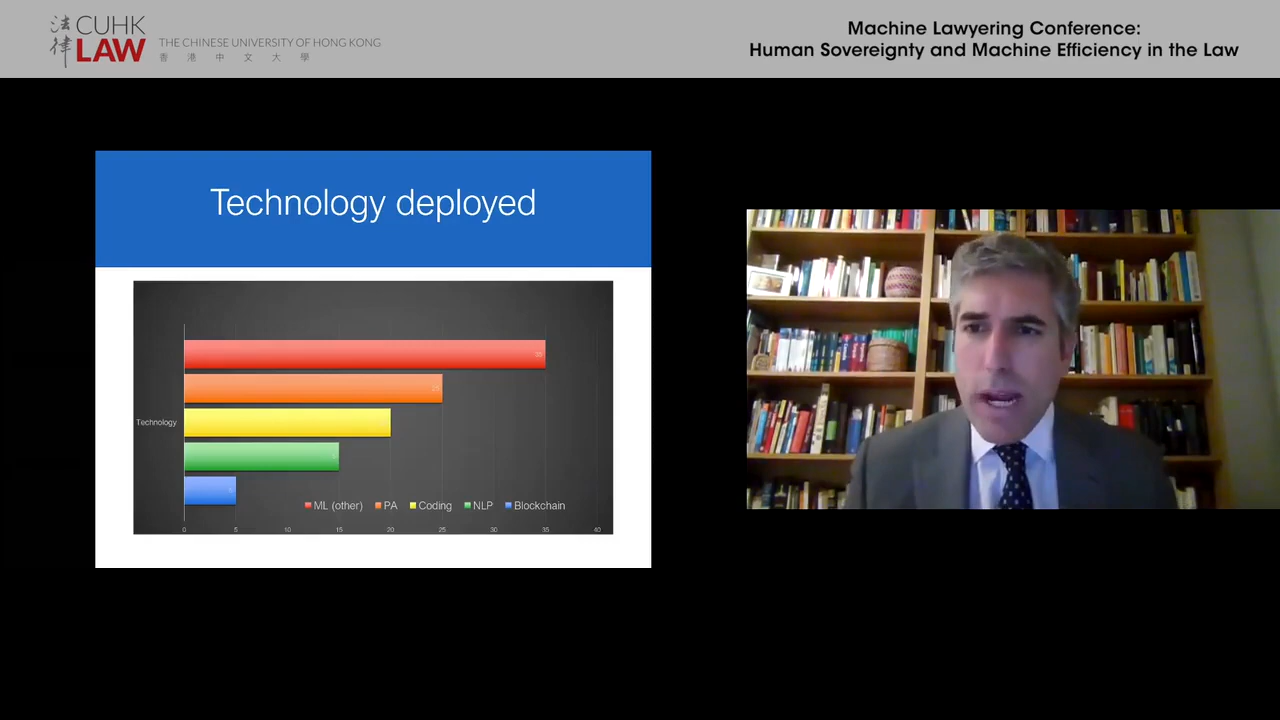 法律
CUHK
LAW
THE CHINESE UNIVERSITY OF HONG KONG
香 港 中 文 大 學
Machine Lawyering Conference:
Human Sovereignty and Machine Efficiency in the Law
Technology deployed
Technology
ML (other) PA Coding NLP Blockchain
0 5 10 15 20 25 30 35 40